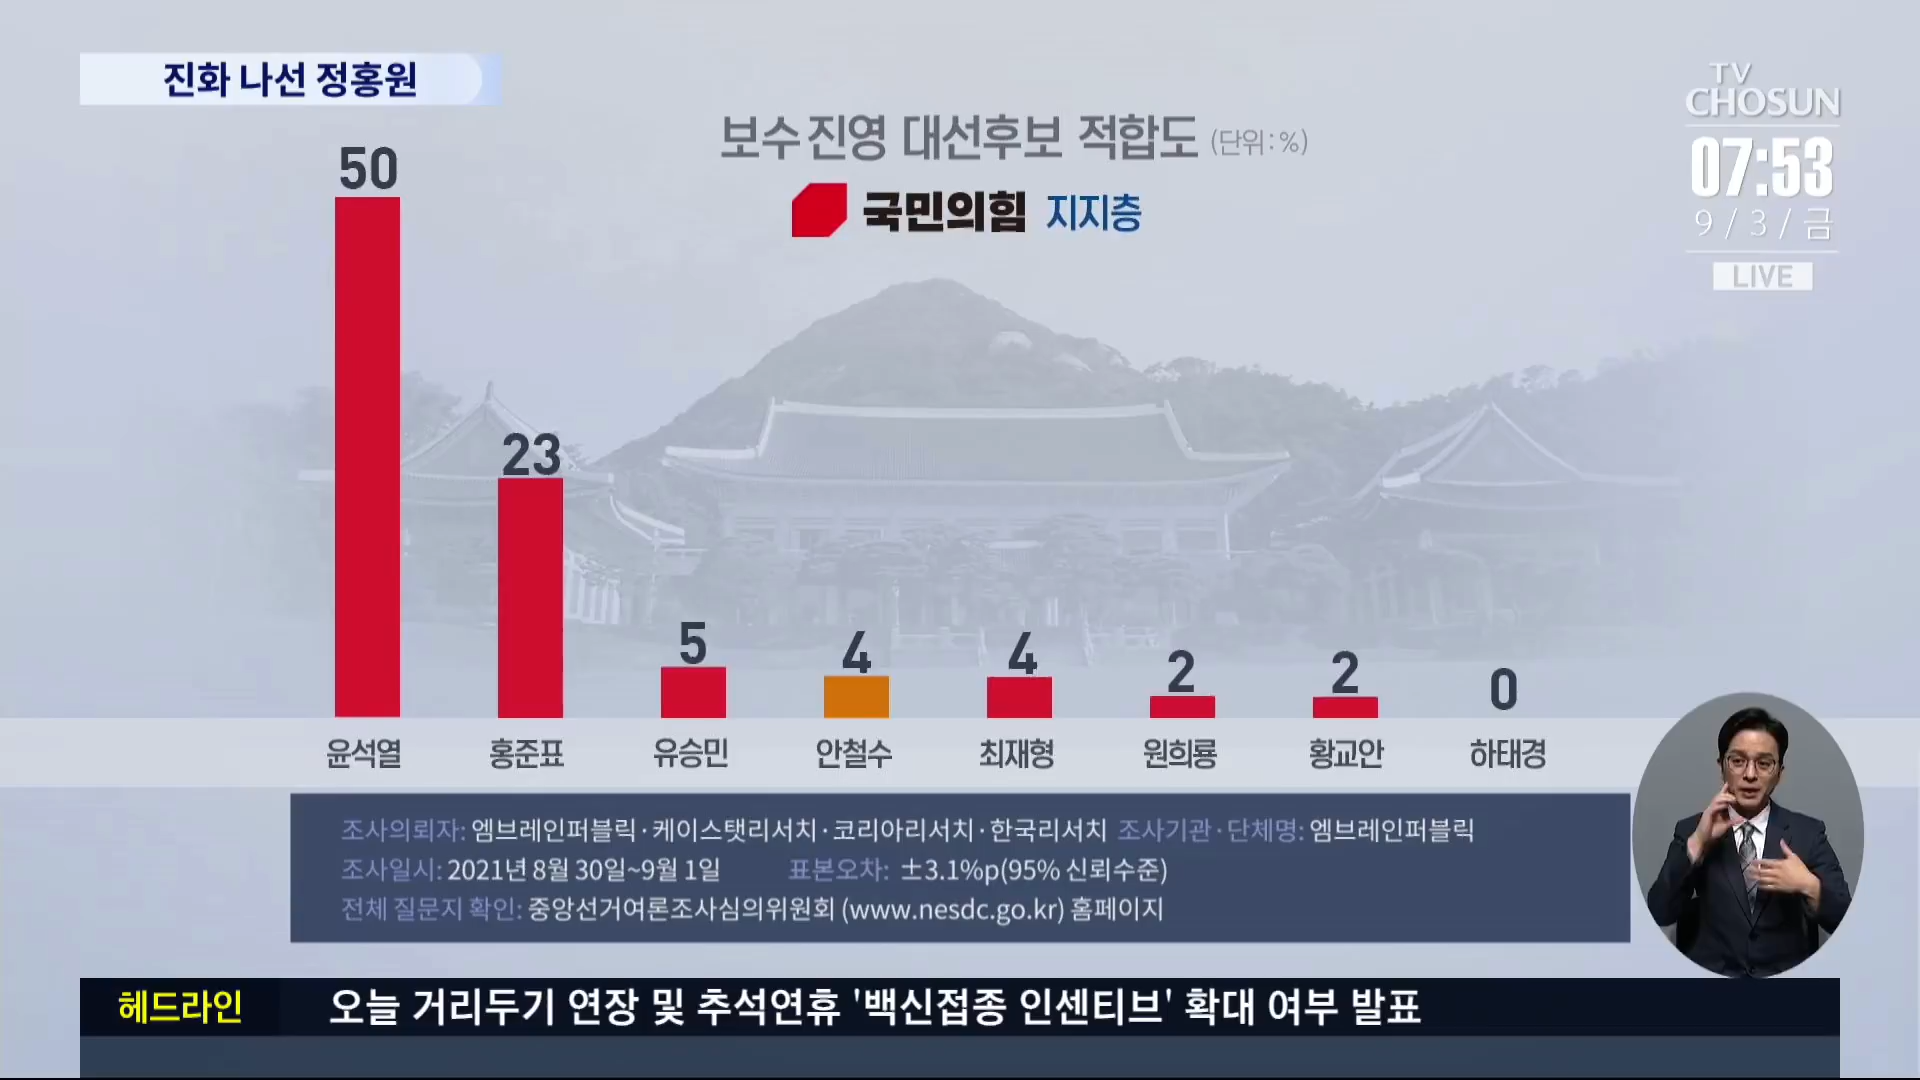 진화 나선 정홍원
TV
CHOSUN
07:53
9/3/금
LIVE
보수 진영 대선후보 적합도 (단위:%)
국민의힘 지지층
50
23
5
4
4
2
2
0
윤석열
홍준표
유승민
안철수
최재형
원희룡
황교안
하태경
조사의뢰자: 엠브레인퍼블릭·케이스탯리서치·코리아리서치·한국리서치 조사기관·단체명: 엠브레인퍼블릭
조사일시: 2021년 8월 30일~9월 1일 표본오차: ±3.1%p(95% 신뢰수준)
전체 질문지 확인: 중앙선거여론조사심의위원회 (www.nesdc.go.kr) 홈페이지
헤드라인 오늘 거리두기 연장 및 추석연휴 '백신접종 인센티브' 확대 여부 발표